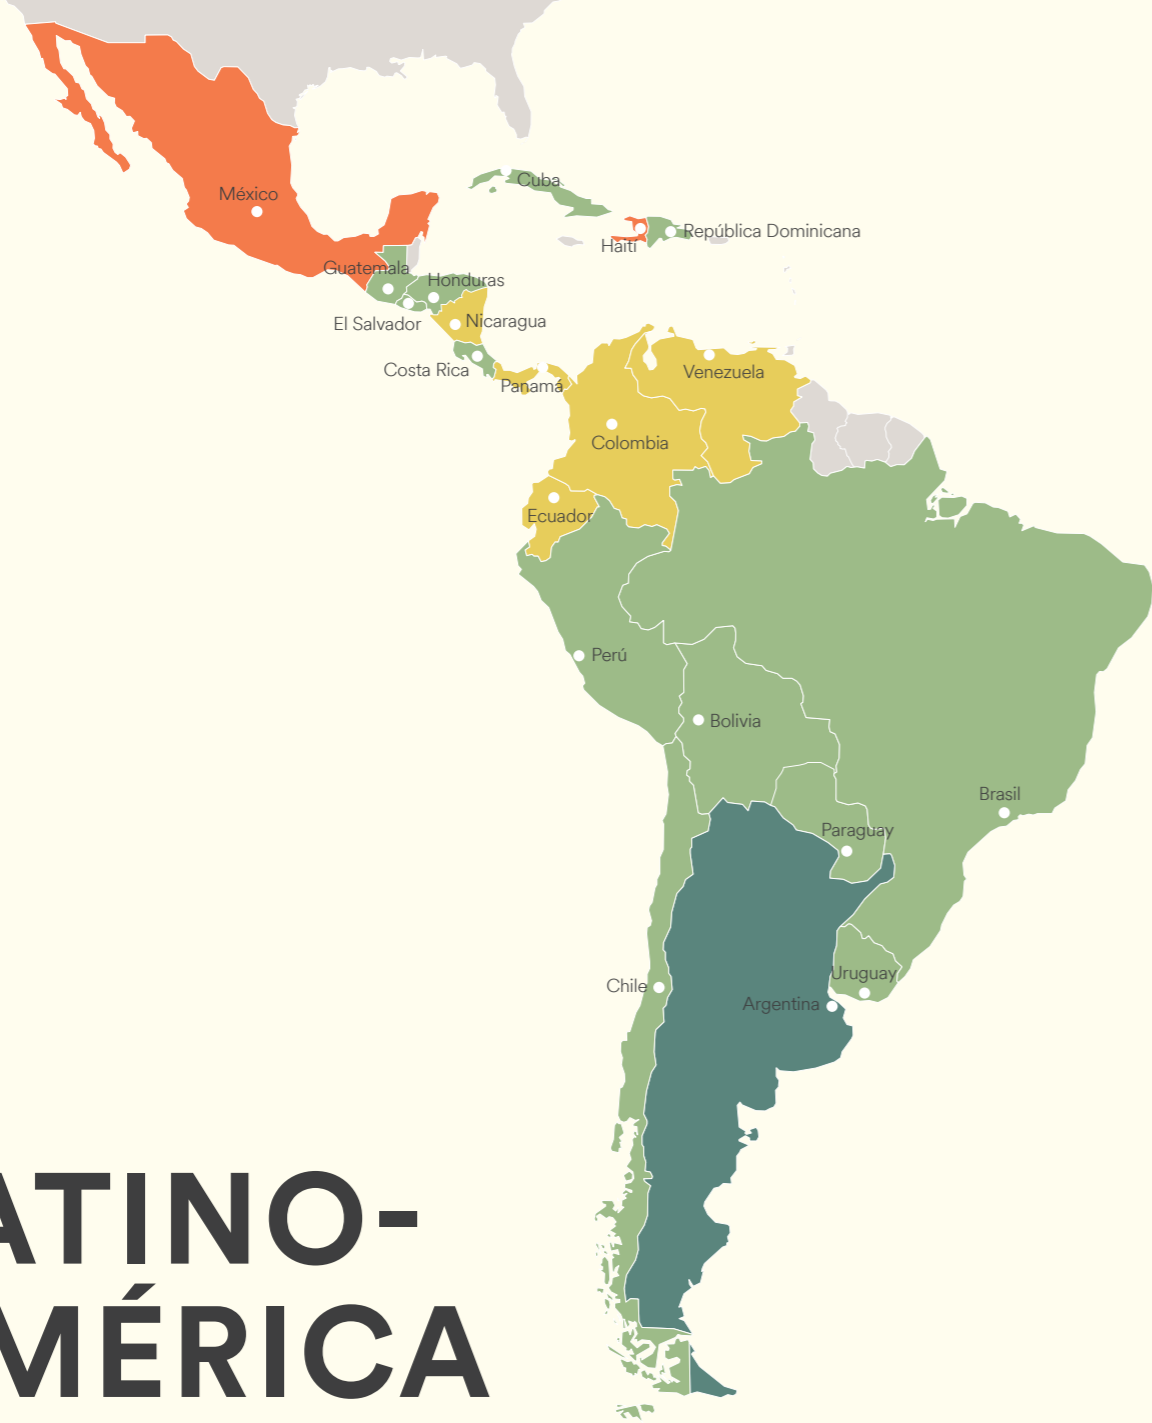 México
Cuba
República Dominicana
Haití
Guatemala
Honduras
El Salvador
Nicaragua
Costa Rica
Panamá
Venezuela
Colombia
Ecuador
Perú
Bolivia
Brasil
Paraguay
Uruguay
Chile
Argentina
ATINO-
MÉRICA